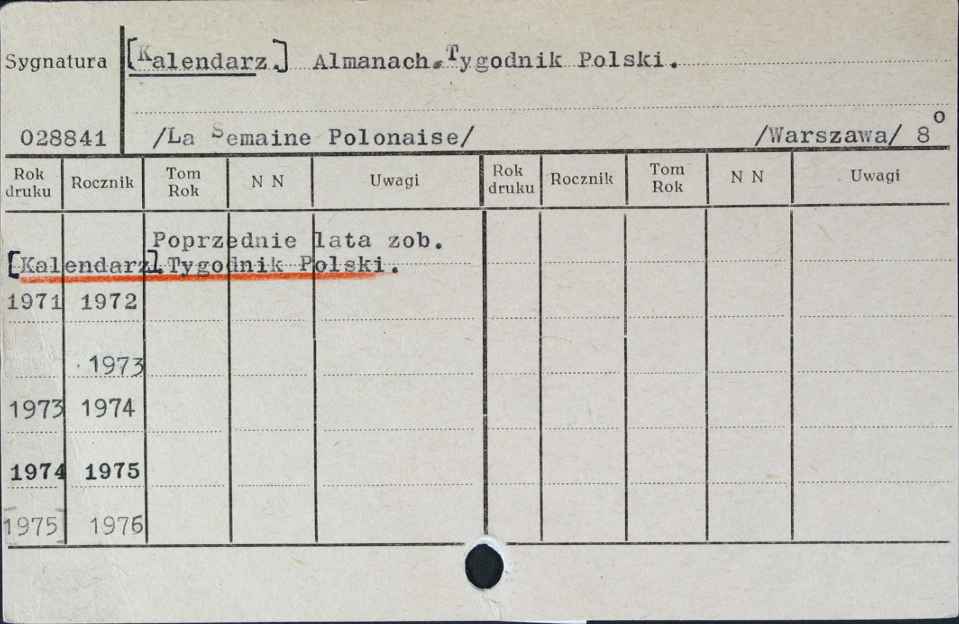 Sygnatura [Kalendarz.] Almanach.Tygodnik Polski.
028841 /La Semaine Polonaise/ /Warszawa/ 8o
Rok druku Rocznik Tom Rok N N Uwagi Rok druku Rocznik Tom Rok N N Uwagi
Poprzednie lata zob.
[Kalendarz].Tygodnik Polski.
1971 1972
1973
1973 1974
1974 1975
[1975] 1976